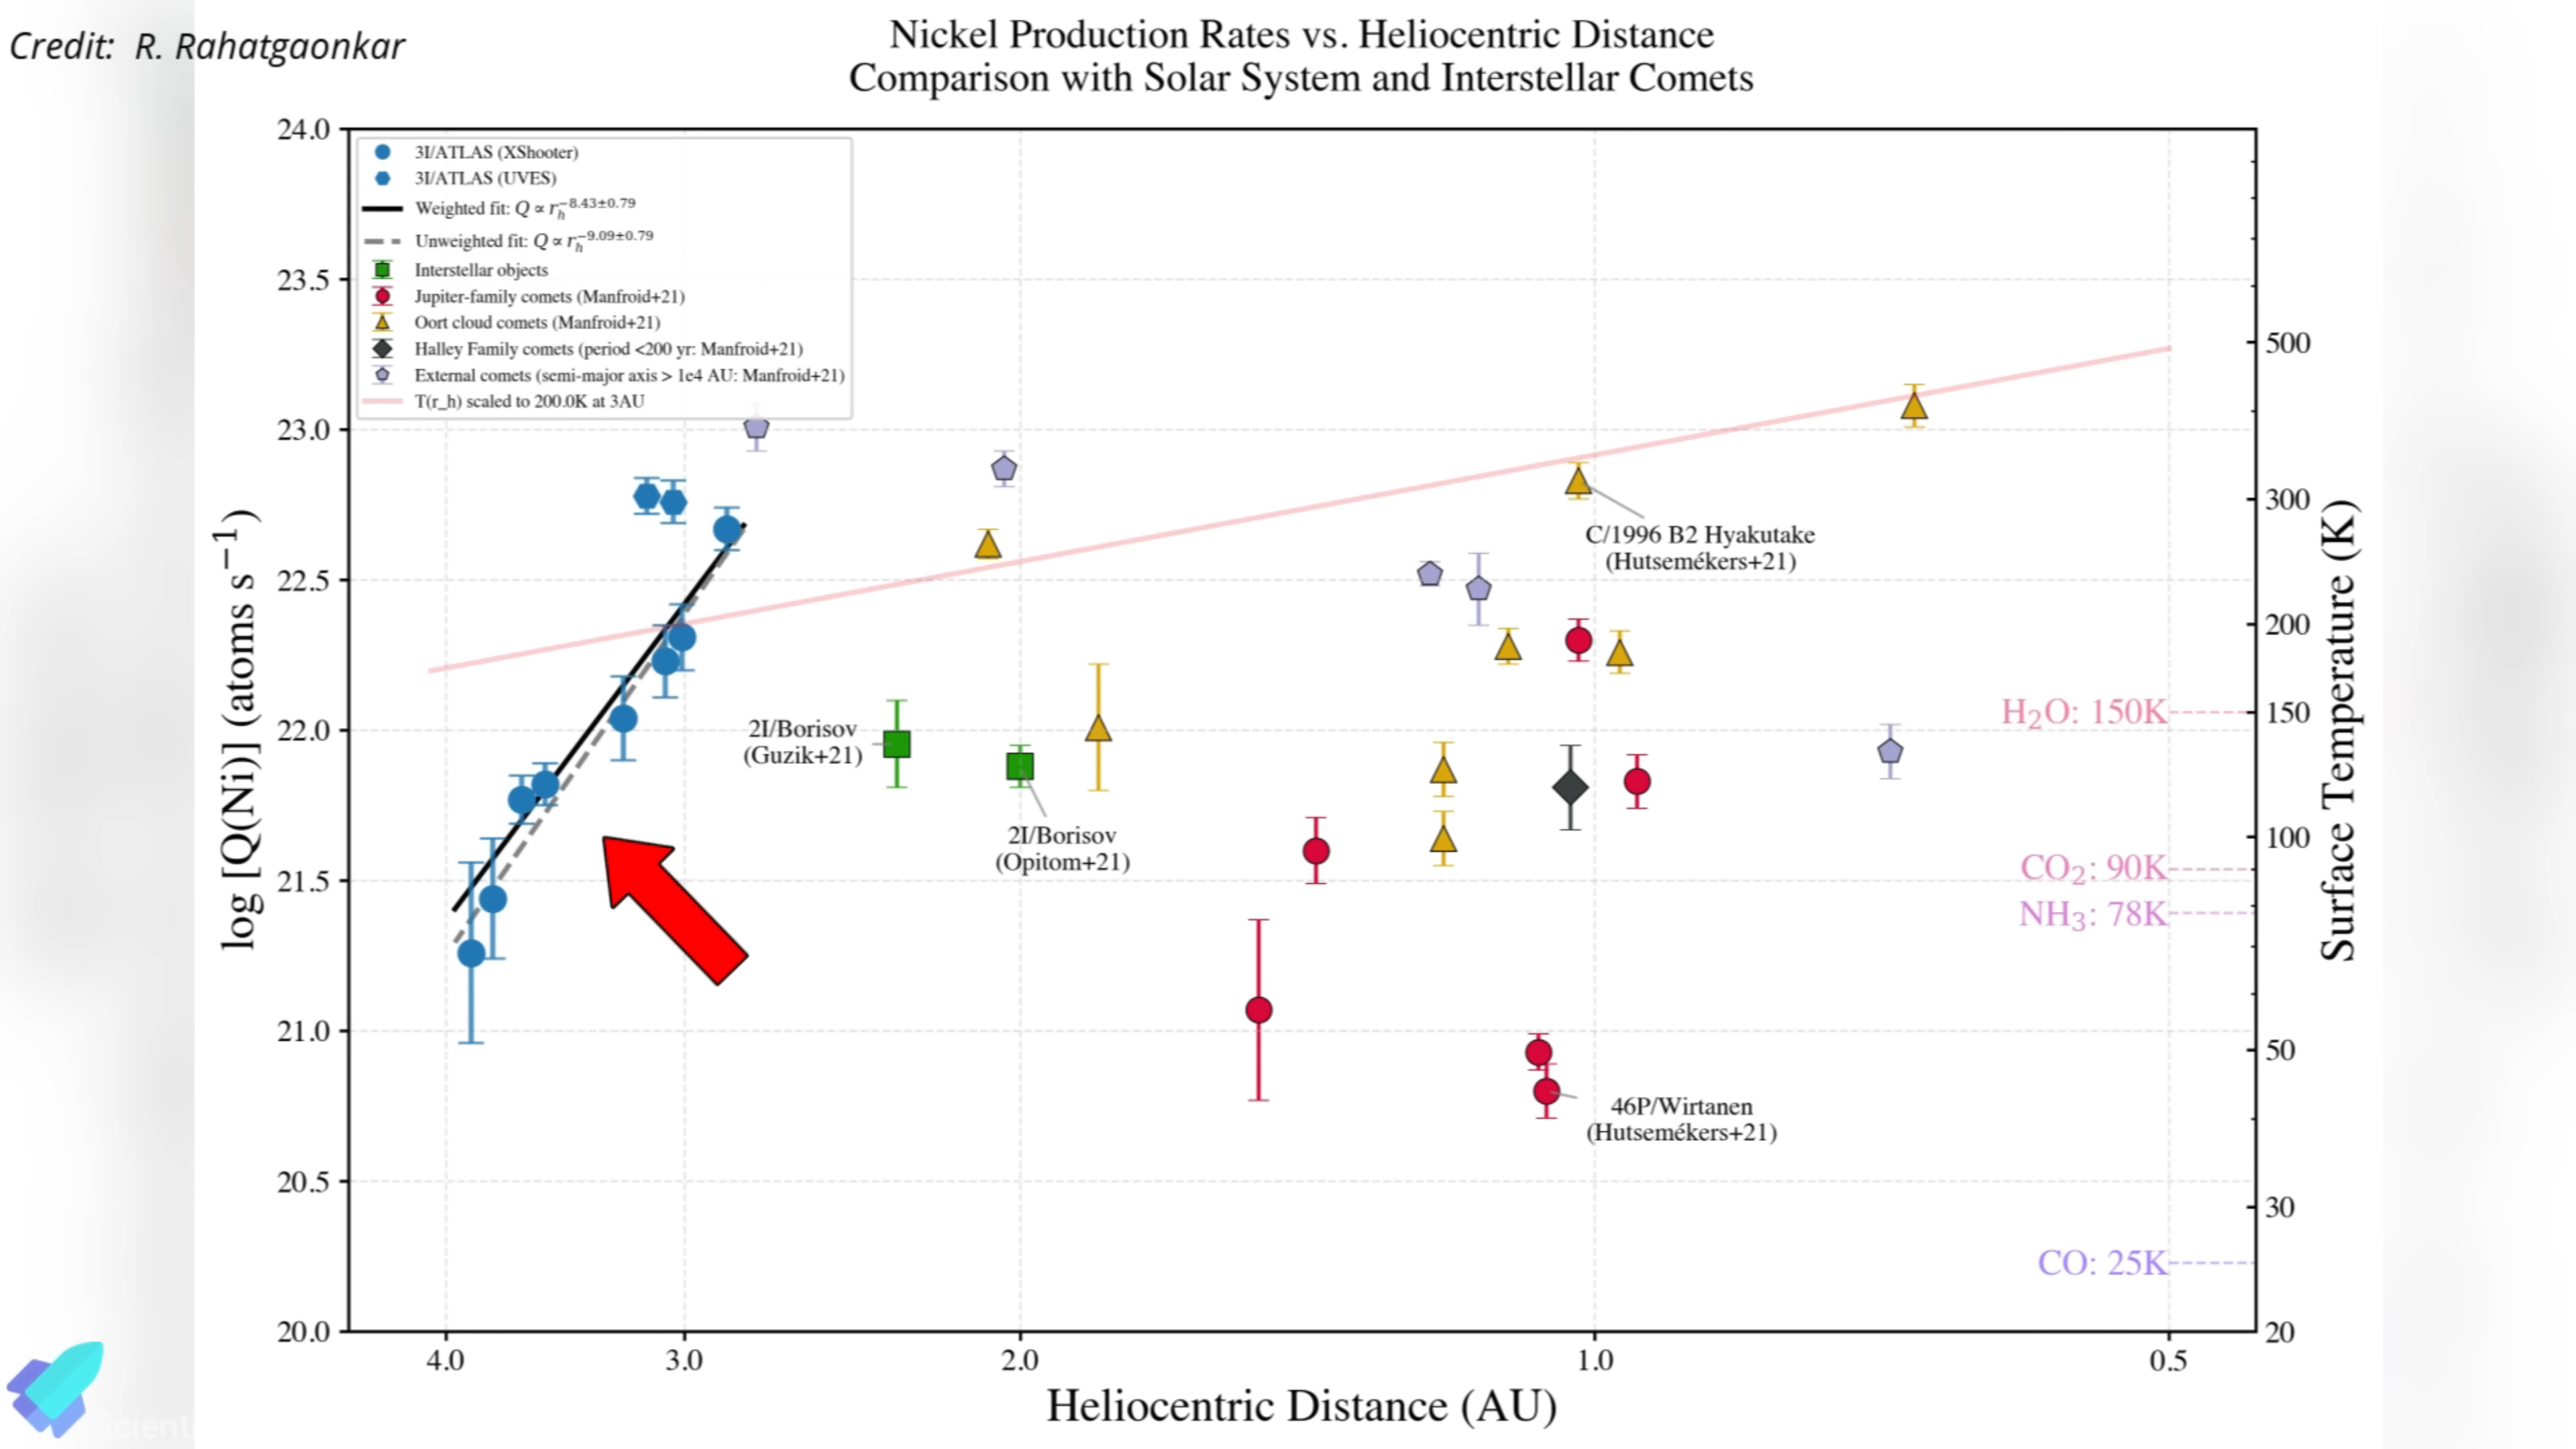 Credit: R. Rahatgaonkar
Nickel Production Rates vs. Heliocentric Distance
Comparison with Solar System and Interstellar Comets
3I/ATLAS (XShooter)
3I/ATLAS (UVES)
Weighted fit: Q ∝ r_h^−8.43±0.79
Unweighted fit: Q ∝ r_h^−9.09±0.79
Interstellar objects
Jupiter-family comets (Manfroid+21)
Oort cloud comets (Manfroid+21)
Halley Family comets (period <200 yr: Manfroid+21)
External comets (semi-major axis > 1e4 AU: Manfroid+21)
T(r_h) scaled to 200.0K at 3AU
log [Q(Ni)] (atoms s⁻¹)
24.0
23.5
23.0
22.5
22.0
21.5
21.0
20.5
20.0
2I/Borisov
(Guzik+21)
2I/Borisov
(Opitom+21)
C/1996 B2 Hyakutake
(Hutsemékers+21)
46P/Wirtanen
(Hutsemékers+21)
H₂O: 150K
CO₂: 90K
NH₃: 78K
CO: 25K
500
300
200
150
100
50
30
20
Surface Temperature (K)
4.0
3.0
2.0
1.0
0.5
Heliocentric Distance (AU)
Scienti